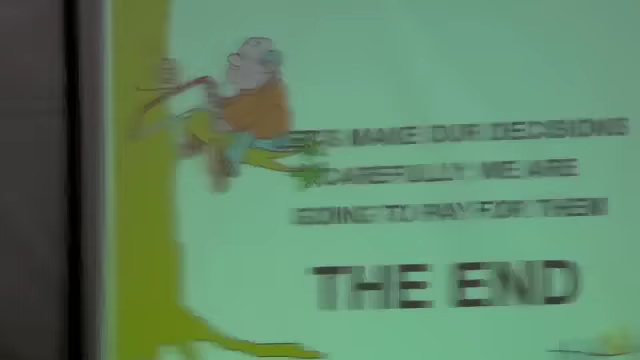 MAKE OUR DECISIONS
CAREFULLY WE ARE
GOING TO PAY FOR THEM
THE END